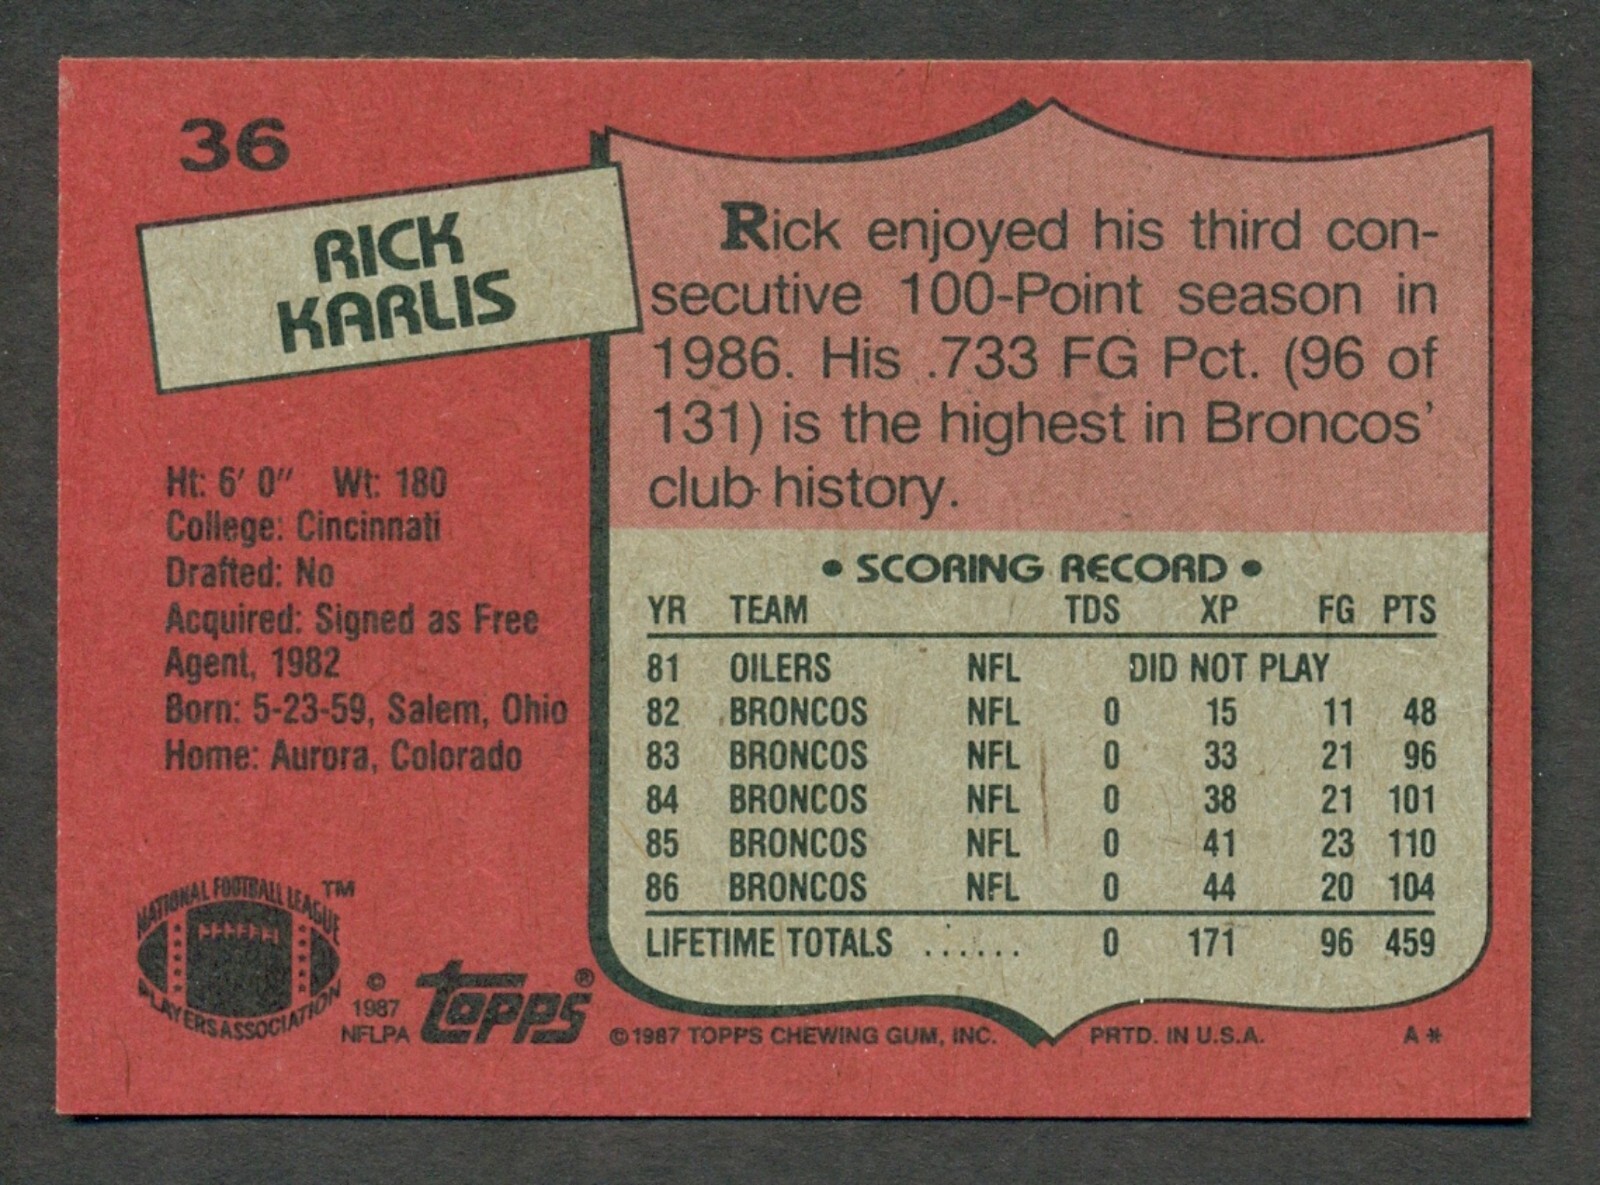 36
RICK
KARLIS
Ht: 6' 0" Wt: 180
College: Cincinnati
Drafted: No
Acquired: Signed as Free
Agent, 1982
Born: 5-23-59, Salem, Ohio
Home: Aurora, Colorado
NATIONAL FOOTBALL LEAGUE ™
PLAYERS ASSOCIATION
© 1987 NFLPA
Topps®
Rick enjoyed his third con-
secutive 100-Point season in
1986. His .733 FG Pct. (96 of
131) is the highest in Broncos'
club history.
• SCORING RECORD •
YR TEAM TDS XP FG PTS
81 OILERS NFL DID NOT PLAY
82 BRONCOS NFL 0 15 11 48
83 BRONCOS NFL 0 33 21 96
84 BRONCOS NFL 0 38 21 101
85 BRONCOS NFL 0 41 23 110
86 BRONCOS NFL 0 44 20 104
LIFETIME TOTALS ...... 0 171 96 459
©1987 TOPPS CHEWING GUM, INC. PRTD. IN U.S.A. A*